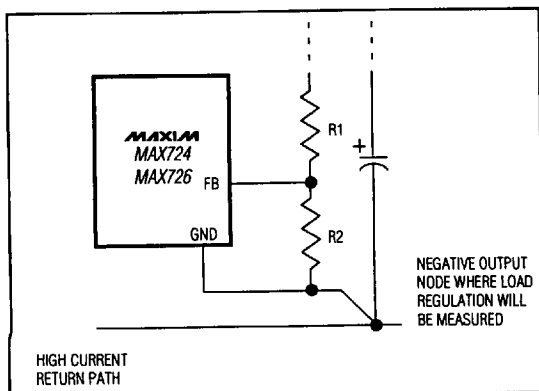 MAXIM
MAX724
MAX726
FB
GND
R1
+
R2
NEGATIVE OUTPUT
NODE WHERE LOAD
REGULATION WILL
BE MEASURED
HIGH CURRENT
RETURN PATH